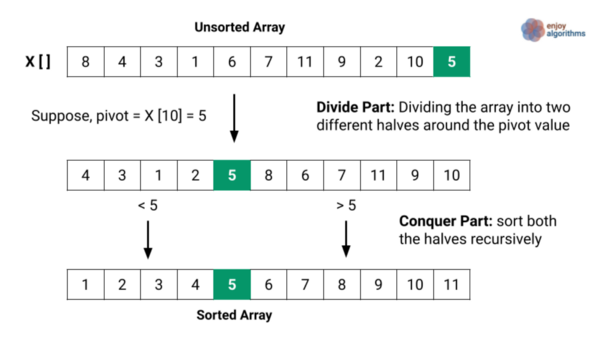 Unsorted Array
enjoy
algorithms
X [ ] 8 4 3 1 6 7 11 9 2 10 5
Suppose, pivot = X [10] = 5
Divide Part: Dividing the array into two
different halves around the pivot value
4 3 1 2 5 8 6 7 11 9 10
< 5 > 5
Conquer Part: sort both
the halves recursively
1 2 3 4 5 6 7 8 9 10 11
Sorted Array